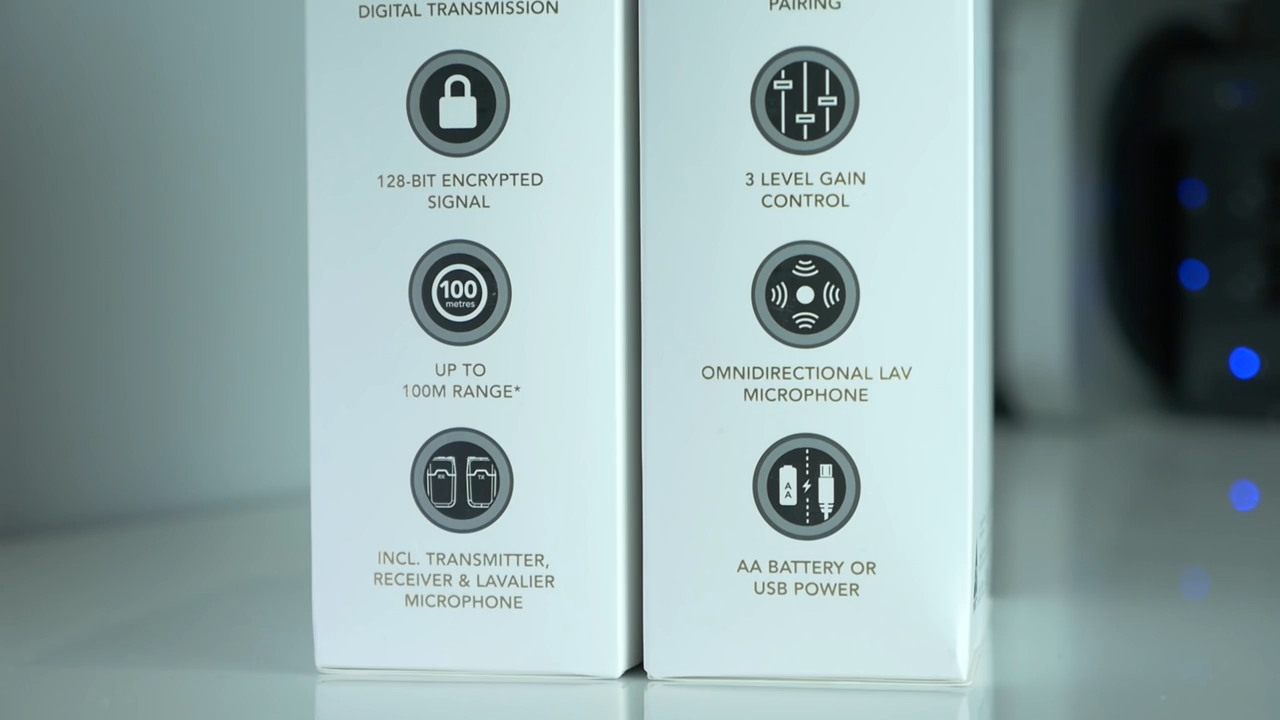 DIGITAL TRANSMISSION
128-BIT ENCRYPTED
SIGNAL
100
metres
UP TO
100M RANGE*
RX
TX
INCL. TRANSMITTER,
RECEIVER & LAVALIER
MICROPHONE
PAIRING
3 LEVEL GAIN
CONTROL
OMNIDIRECTIONAL LAV
MICROPHONE
A
A
AA BATTERY OR
USB POWER